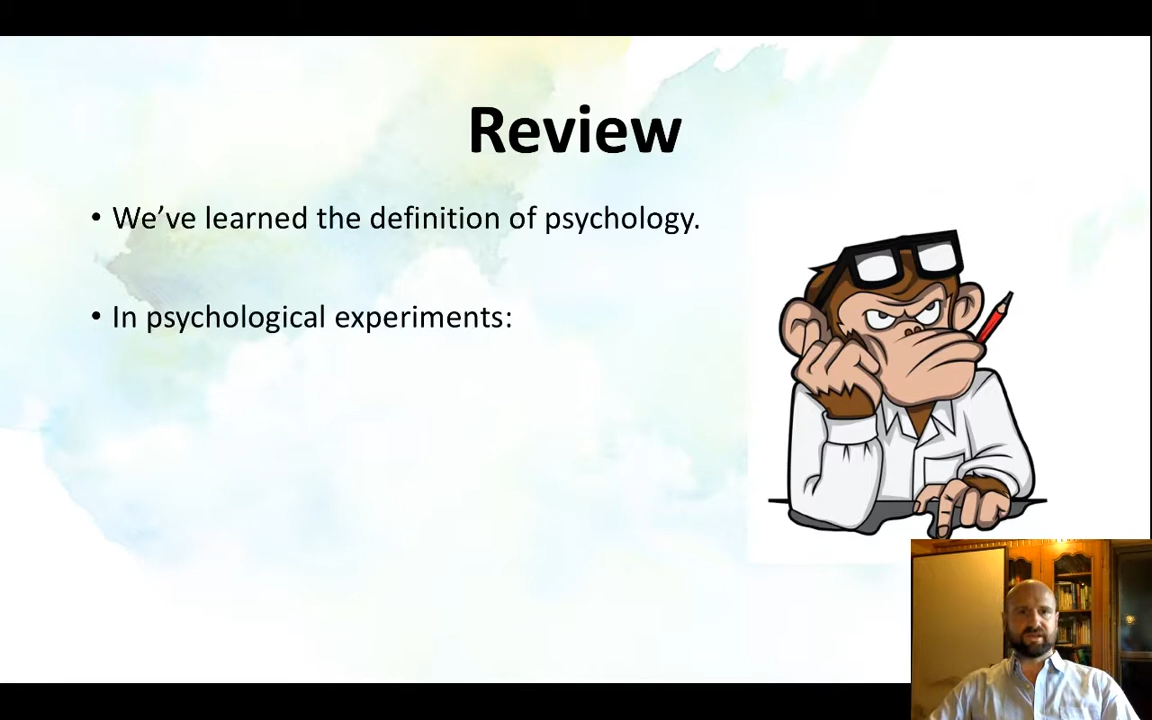 Review
• We’ve learned the definition of psychology.
• In psychological experiments: